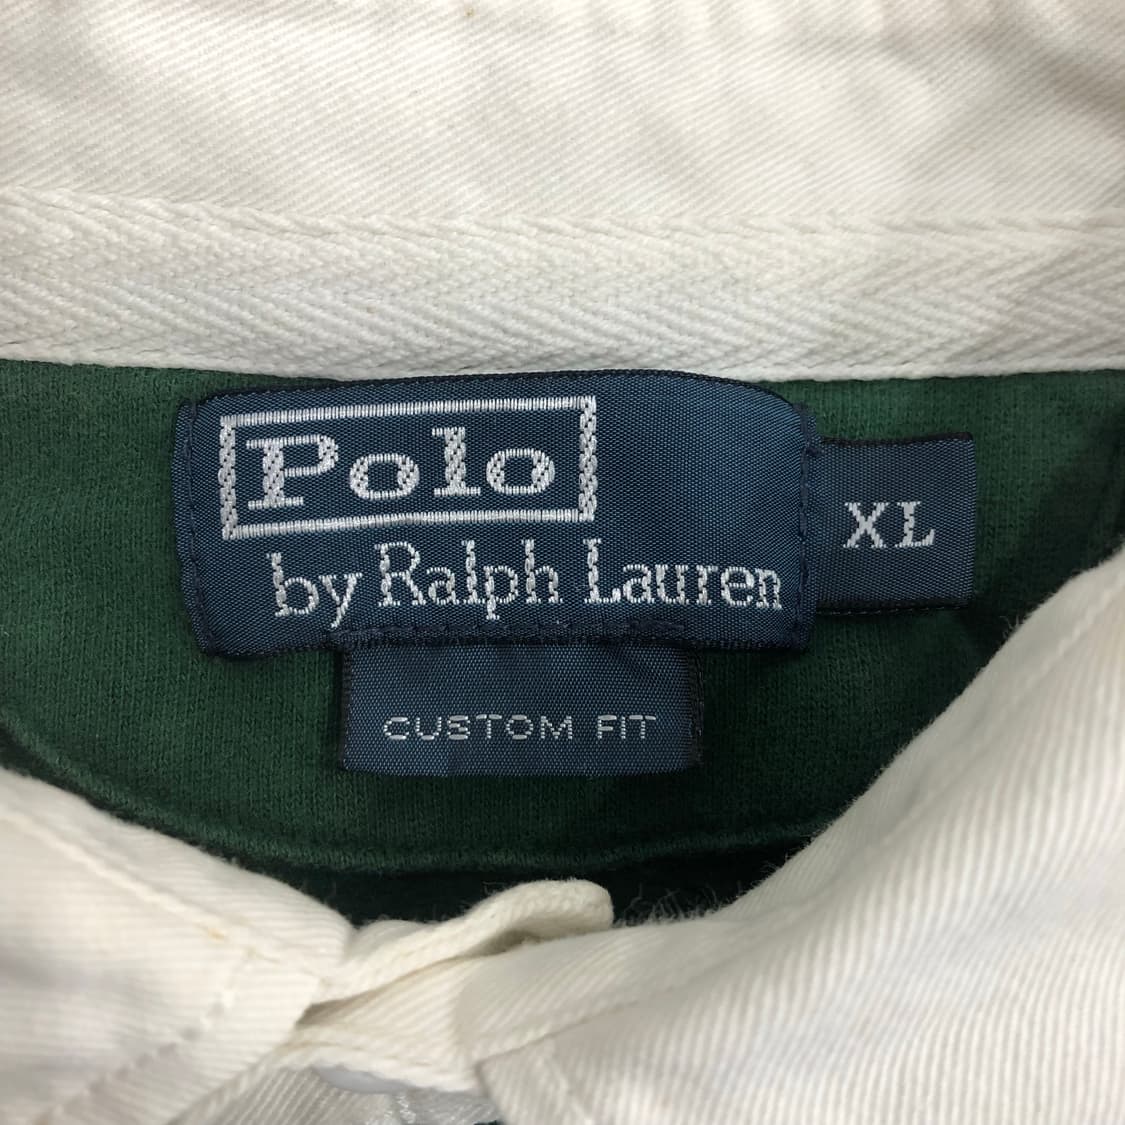 Polo
by Ralph Lauren
XL
CUSTOM FIT